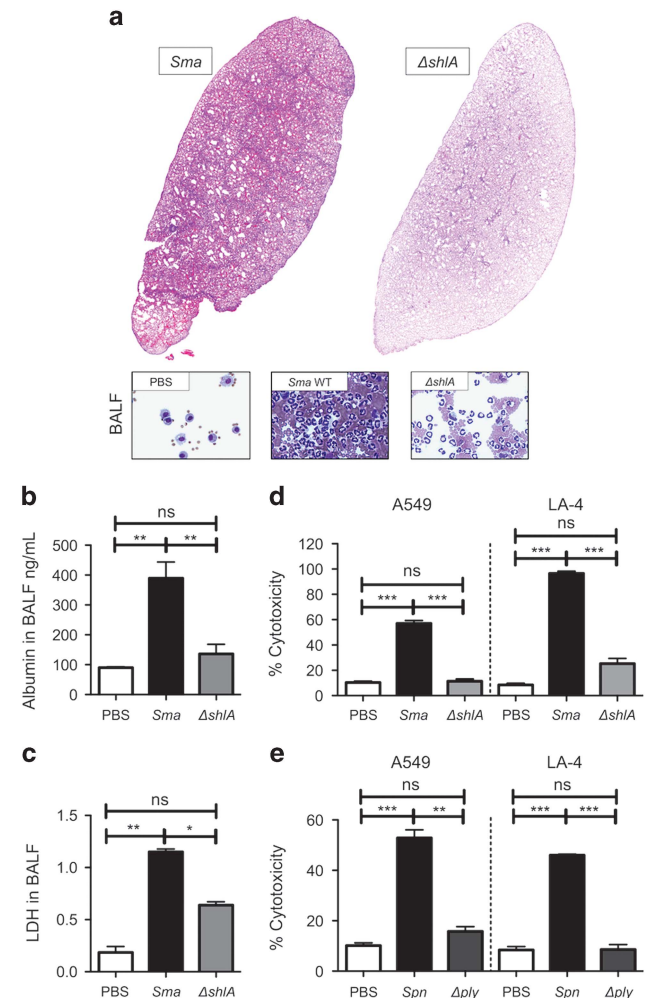 a
Sma
ΔshlA
BALF
PBS
Sma WT
ΔshlA
b
Albumin in BALF ng/mL
500
400
300
200
100
0
ns
**
**
PBS
Sma
ΔshlA
c
LDH in BALF
1.5
1.0
0.5
0.0
ns
**
*
PBS
Sma
ΔshlA
d
A549
LA-4
% Cytotoxicity
120
100
80
60
40
20
0
ns
***
***
ns
***
***
PBS
Sma
ΔshlA
PBS
Sma
ΔshlA
e
A549
LA-4
% Cytotoxicity
60
40
20
0
ns
***
**
ns
***
***
PBS
Spn
Δply
PBS
Spn
Δply